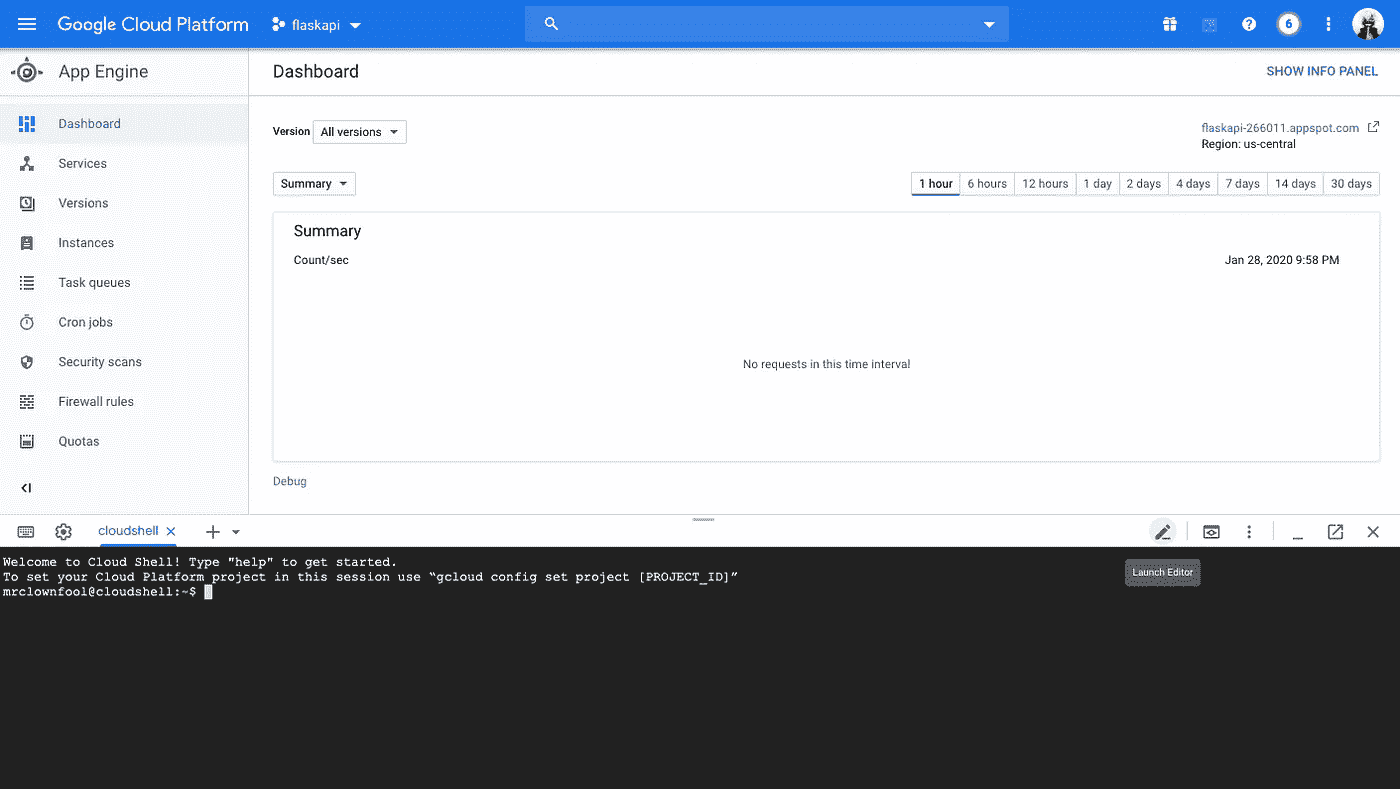 Google Cloud Platform flaskapi 6
App Engine
Dashboard
SHOW INFO PANEL
Dashboard
Services
Versions
Instances
Task queues
Cron jobs
Security scans
Firewall rules
Quotas
Version All versions
flaskapi-266011.appspot.com
Region: us-central
Summary
1 hour 6 hours 12 hours 1 day 2 days 4 days 7 days 14 days 30 days
Summary
Count/sec
Jan 28, 2020 9:58 PM
No requests in this time interval
Debug
cloudshell
Launch Editor
Welcome to Cloud Shell! Type "help" to get started.
To set your Cloud Platform project in this session use “gcloud config set project [PROJECT_ID]”
mrclownfool@cloudshell:~$